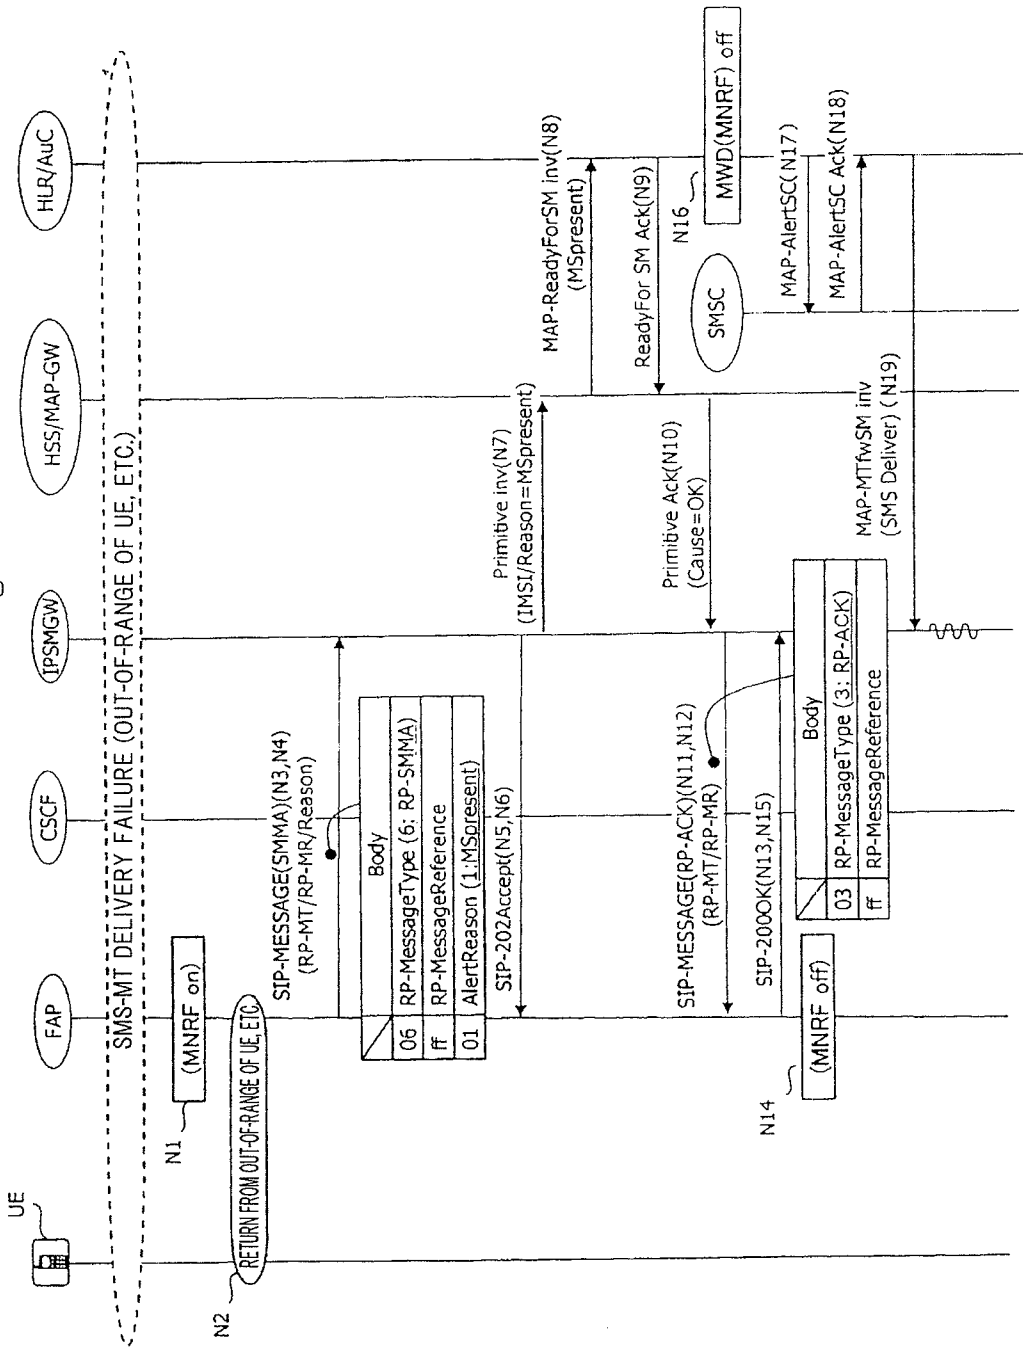 UE
FAP
CSCF
IPSMGW
HSS/MAP-GW
HLR/AuC
SMS-MT DELIVERY FAILURE (OUT-OF-RANGE OF UE, ETC.)
N1
(MNRF on)
N2
RETURN FROM OUT-OF-RANGE OF UE, ETC.
SIP-MESSAGE(SMMA)(N3,N4)
(RP-MT/RP-MR/Reason)
Body
06 RP-MessageType (6: RP-SMMA)
ff RP-MessageReference
01 AlertReason (1:MSpresent)
SIP-202Accept(N5,N6)
Primitive inv(N7)
(IMSI/Reason=MSpresent)
MAP-ReadyForSM inv(N8)
(MSpresent)
ReadyFor SM Ack(N9)
Primitive Ack(N10)
(Cause=OK)
SIP-MESSAGE(RP-ACK)(N11,N12)
(RP-MT/RP-MR)
SIP-200OK(N13,N15)
N14
(MNRF off)
Body
03 RP-MessageType (3: RP-ACK)
ff RP-MessageReference
N16
MWD(MNRF) off
SMSC
MAP-AlertSC(N17)
MAP-AlertSC Ack(N18)
MAP-MTfwSM inv
(SMS Deliver) (N19)